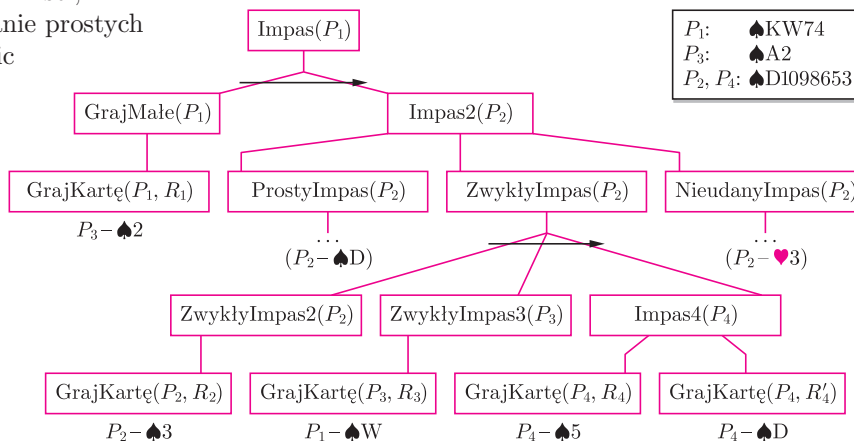 nie prostych
ic
Impas(P₁)
P₁: ♠KW74
P₃: ♠A2
P₂, P₄: ♠D1098653
GrajMałe(P₁)
Impas2(P₂)
GrajKartę(P₁, R₁)
ProstyImpas(P₂)
ZwykłyImpas(P₂)
NieudanyImpas(P₂)
P₃–♠2
...
(P₂–♠D)
...
(P₂–♥3)
ZwykłyImpas2(P₂)
ZwykłyImpas3(P₃)
Impas4(P₄)
GrajKartę(P₂, R₂)
GrajKartę(P₃, R₃)
GrajKartę(P₄, R₄)
GrajKartę(P₄, R₄′)
P₂–♠3
P₁–♠W
P₄–♠5
P₄–♠D